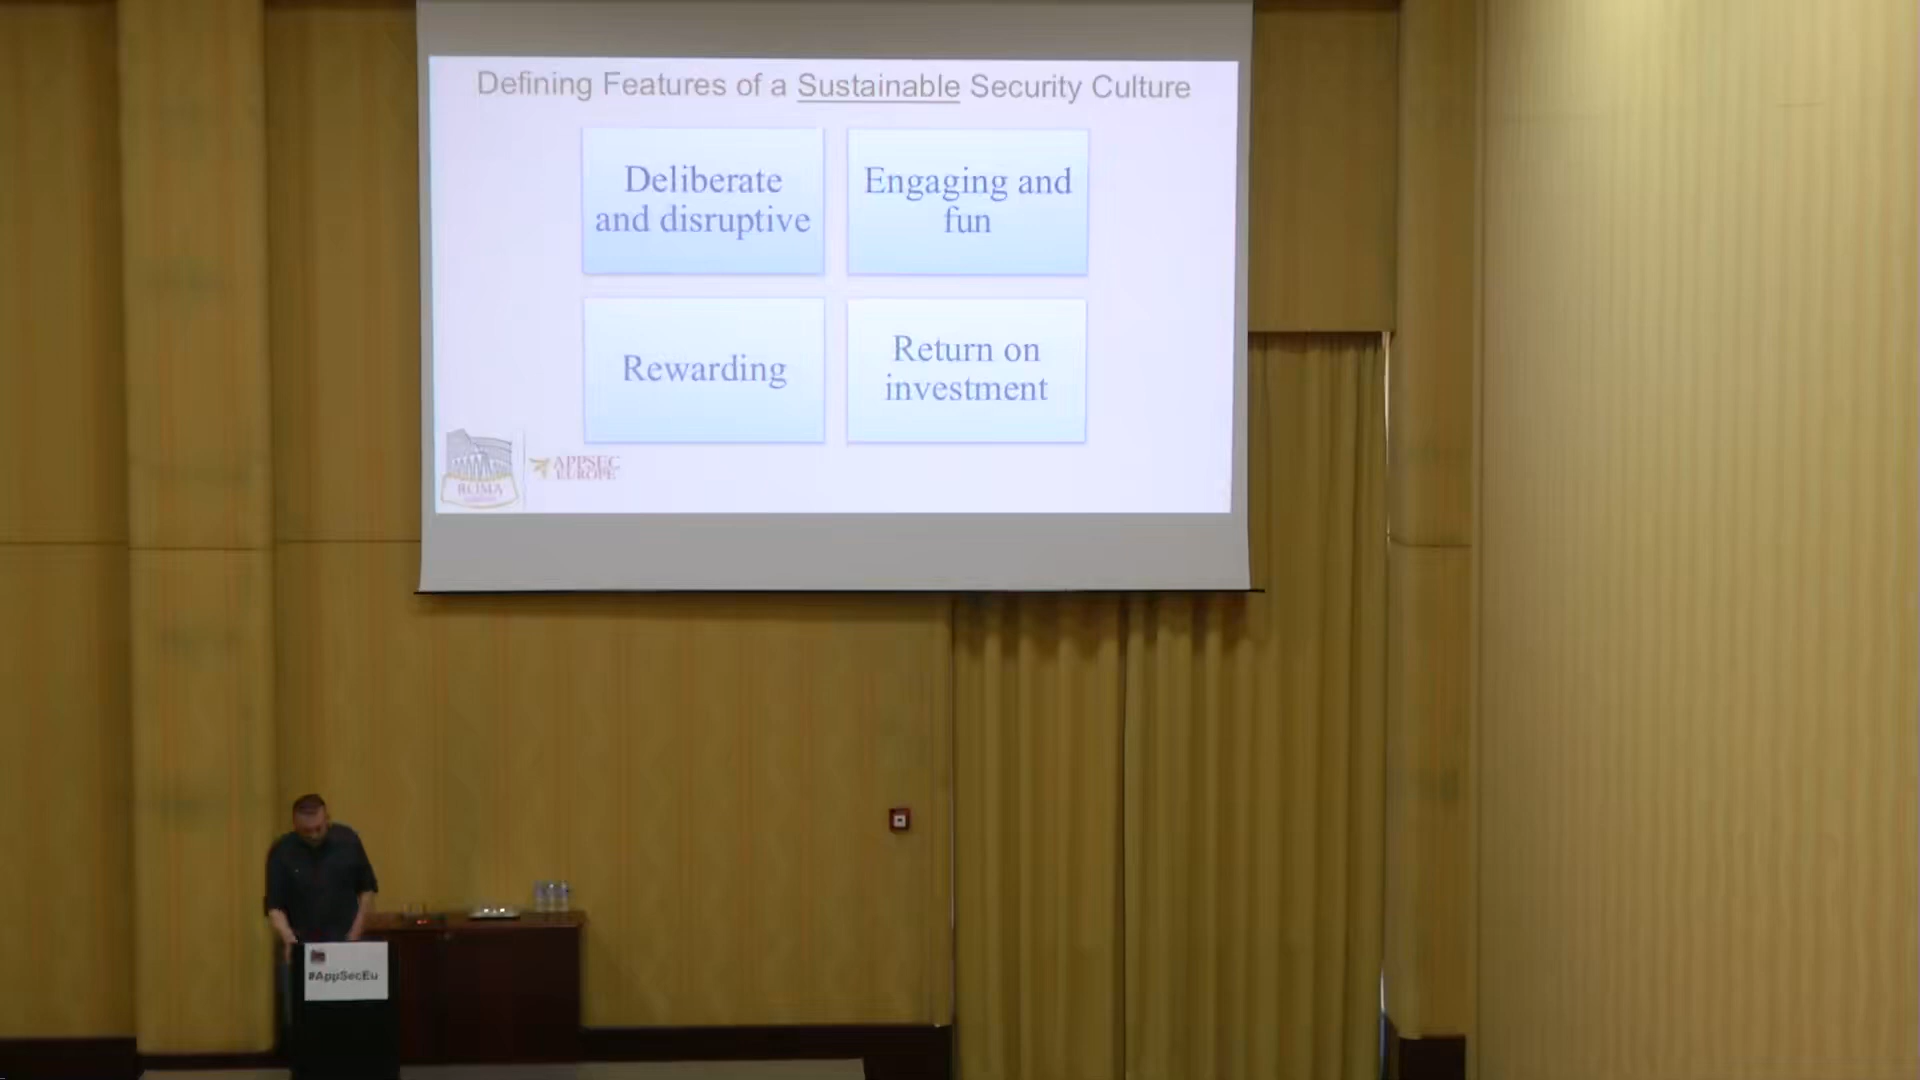 Defining Features of a Sustainable Security Culture
Deliberate
and disruptive
Engaging and
fun
Rewarding
Return on
investment
ROMA
APPSEC
EUROPE
#AppSecEu